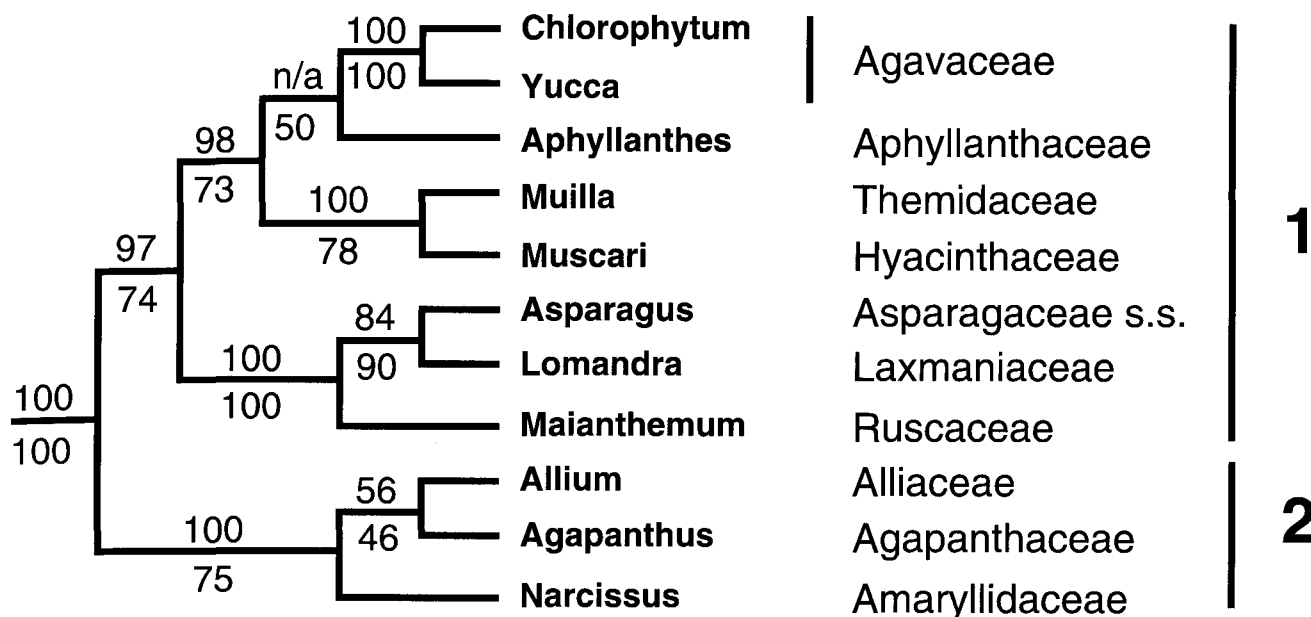 100 Chlorophytum
100 Yucca
Agavaceae
n/a
50 Aphyllanthes Aphyllanthaceae
98
73
100 Muilla Themidaceae
78 Muscari Hyacinthaceae
1
97
74
84 Asparagus Asparagaceae s.s.
90 Lomandra Laxmaniaceae
100
100
Maianthemum Ruscaceae
100
100
56 Allium Alliaceae
46 Agapanthus Agapanthaceae
2
100
75
Narcissus Amaryllidaceae